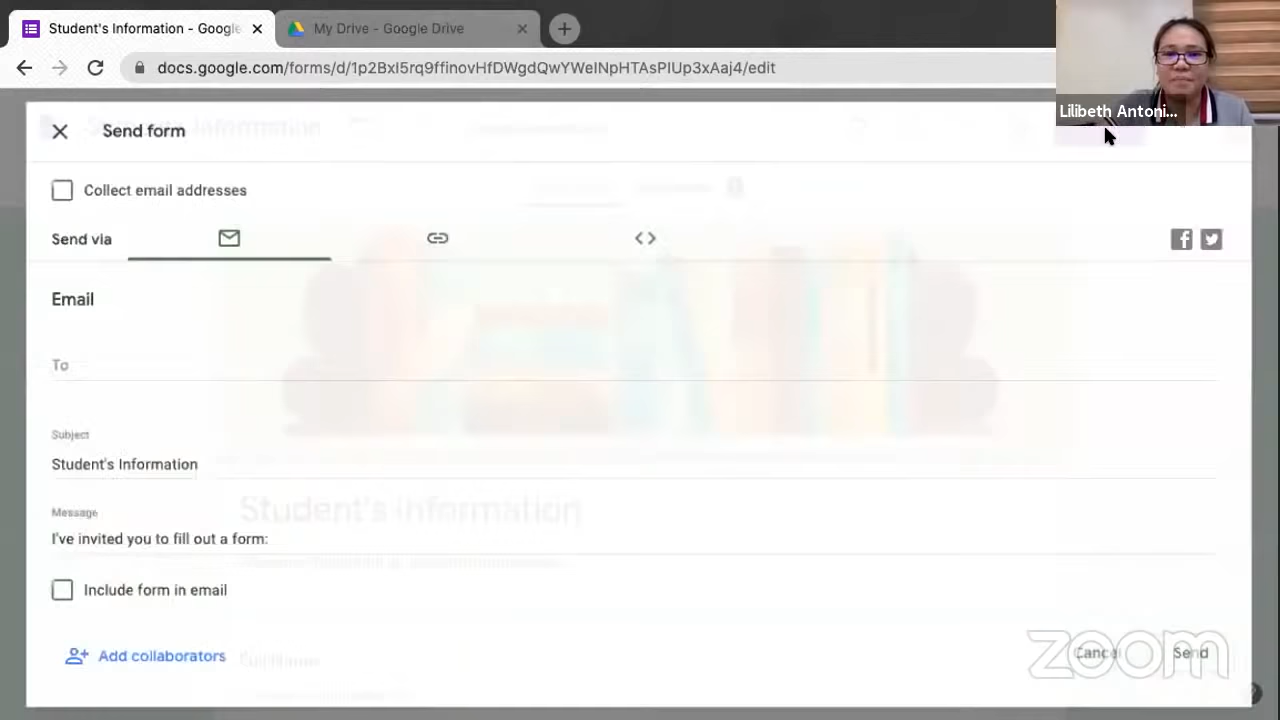 Student's Information - Google
My Drive - Google Drive
docs.google.com/forms/d/1p2BxI5rq9ffinovHfDWgdQwYWeINpHTAsPIUp3xAaj4/edit
Lilibeth Antoni...
Send form
Collect email addresses
Send via
Email
To
Subject
Student's Information
Student's Information
Message
I've invited you to fill out a form:
Include form in email
Add collaborators
Cancel
Send
zoom